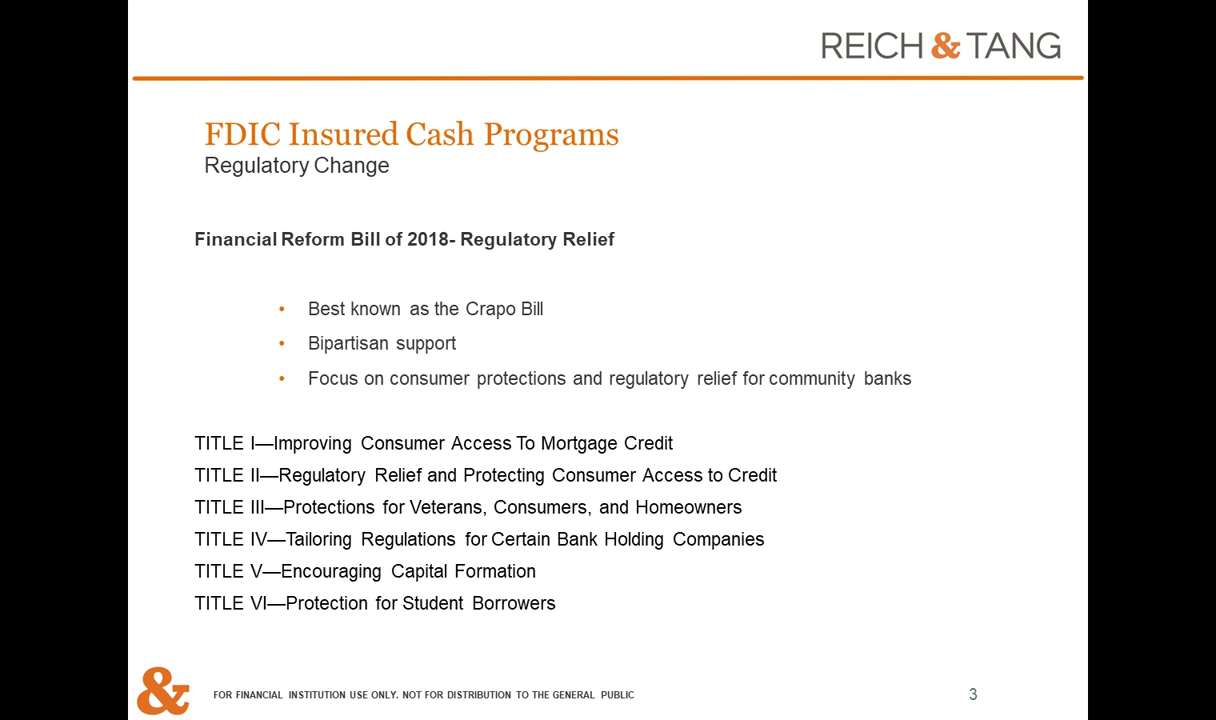 REICH & TANG
FDIC Insured Cash Programs
Regulatory Change
Financial Reform Bill of 2018- Regulatory Relief
• Best known as the Crapo Bill
• Bipartisan support
• Focus on consumer protections and regulatory relief for community banks
TITLE I—Improving Consumer Access To Mortgage Credit
TITLE II—Regulatory Relief and Protecting Consumer Access to Credit
TITLE III—Protections for Veterans, Consumers, and Homeowners
TITLE IV—Tailoring Regulations for Certain Bank Holding Companies
TITLE V—Encouraging Capital Formation
TITLE VI—Protection for Student Borrowers
& FOR FINANCIAL INSTITUTION USE ONLY. NOT FOR DISTRIBUTION TO THE GENERAL PUBLIC 3